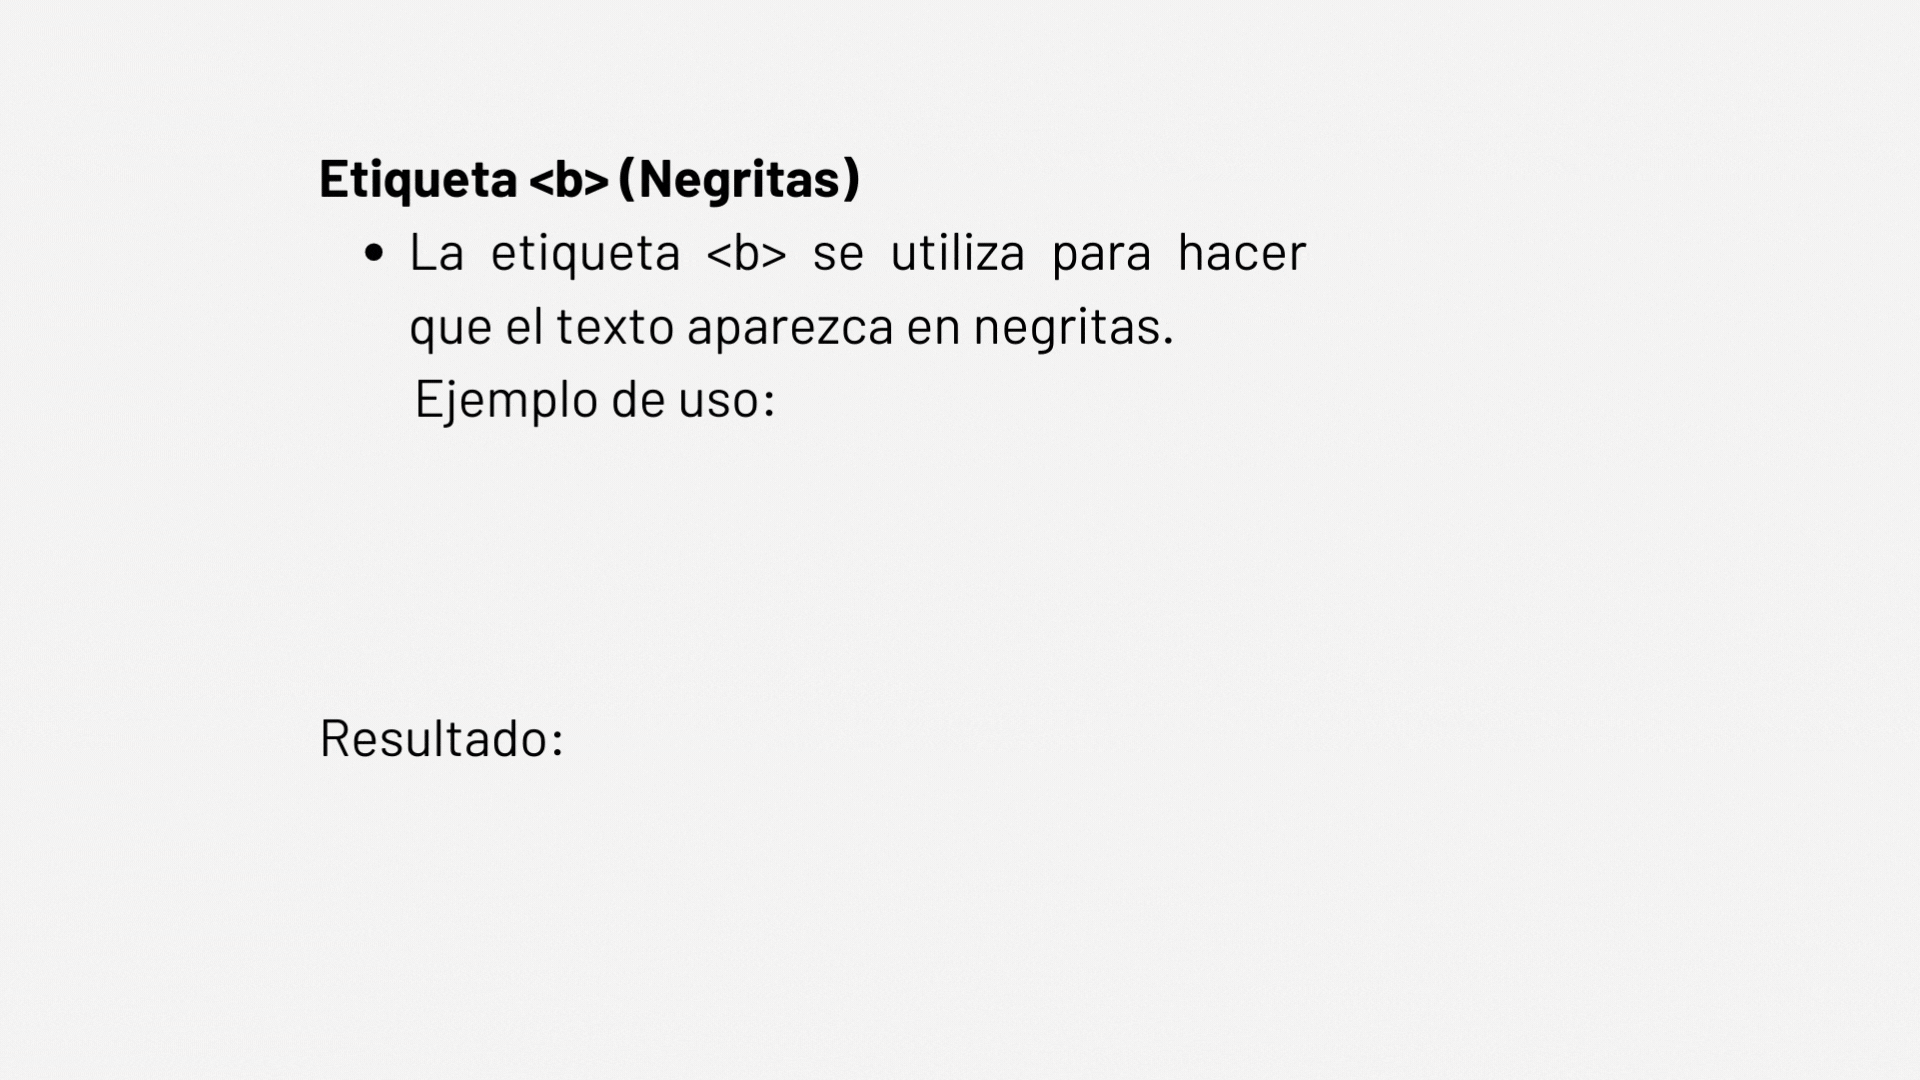 Etiqueta <b> (Negritas)
• La etiqueta <b> se utiliza para hacer
que el texto aparezca en negritas.
Ejemplo de uso:
Resultado: